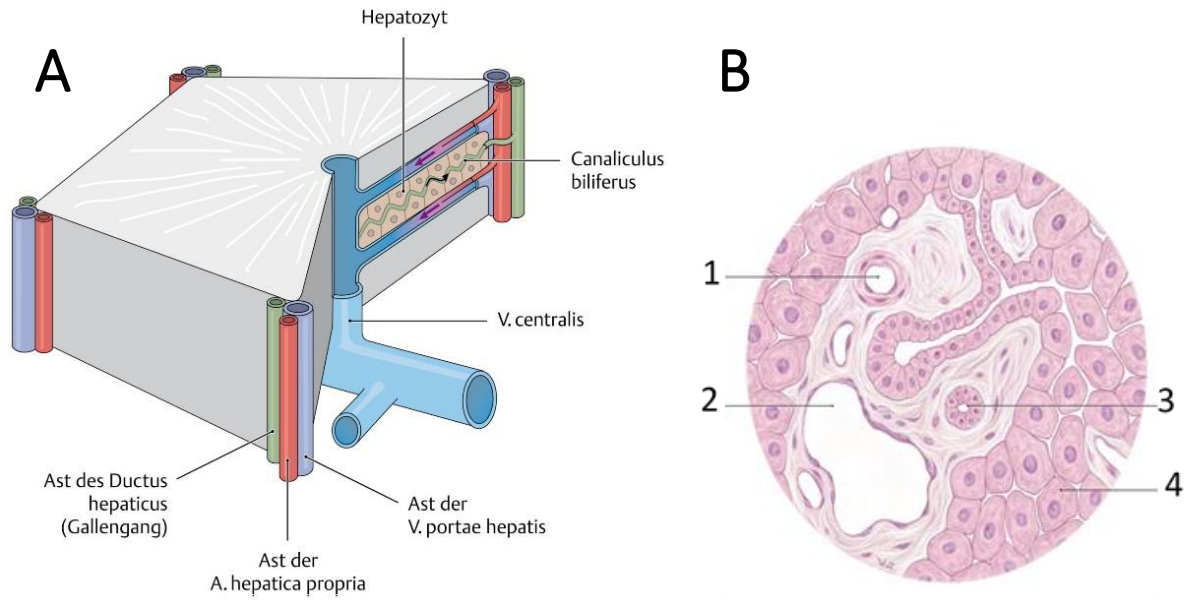 A
Hepatozyt
Canaliculus
biliferus
V. centralis
Ast des Ductus
hepaticus
(Gallengang)
Ast der
A. hepatica propria
Ast der
V. portae hepatis
B
1
2
3
4